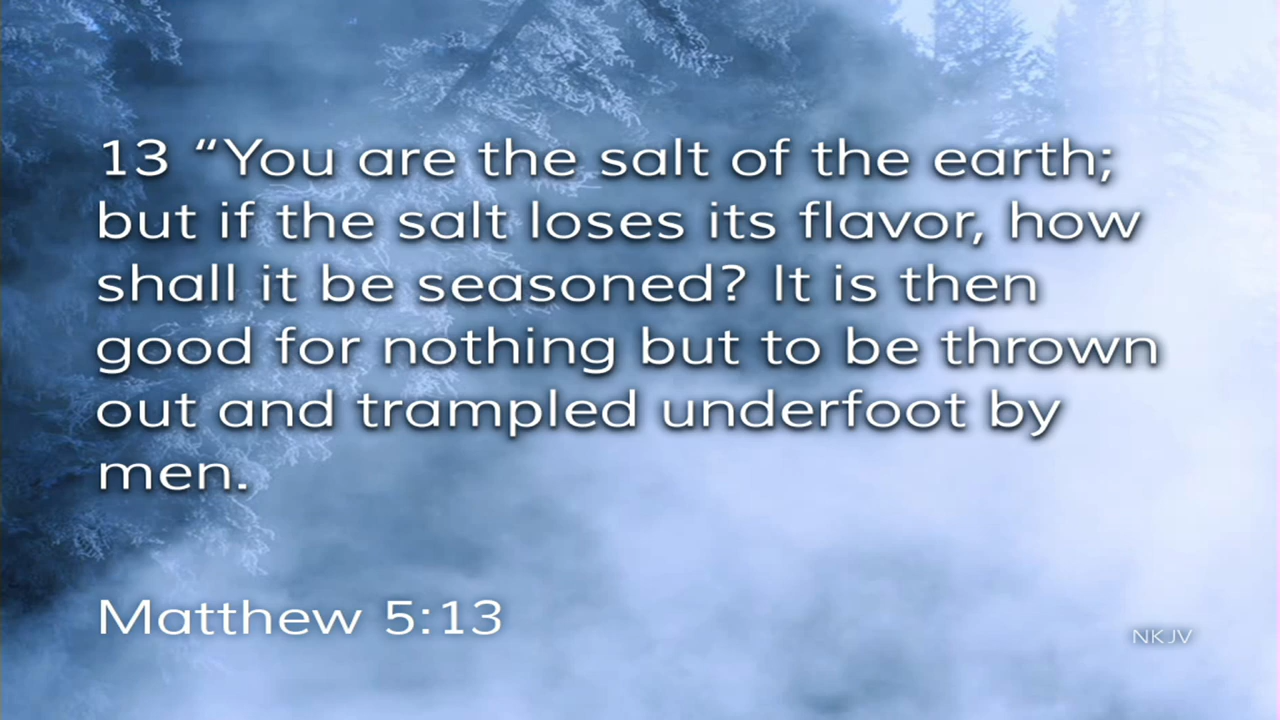 13 “You are the salt of the earth;
but if the salt loses its flavor, how
shall it be seasoned? It is then
good for nothing but to be thrown
out and trampled underfoot by
men.
Matthew 5:13
NKJV